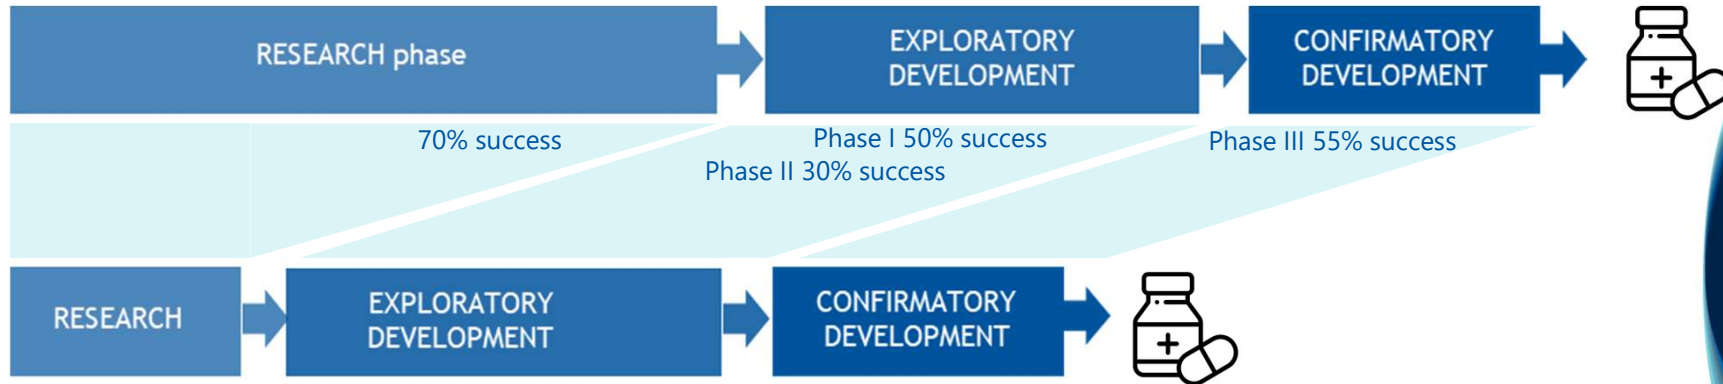 RESEARCH phase
EXPLORATORY
DEVELOPMENT
CONFIRMATORY
DEVELOPMENT
70% success
Phase I 50% success
Phase II 30% success
Phase III 55% success
RESEARCH
EXPLORATORY
DEVELOPMENT
CONFIRMATORY
DEVELOPMENT